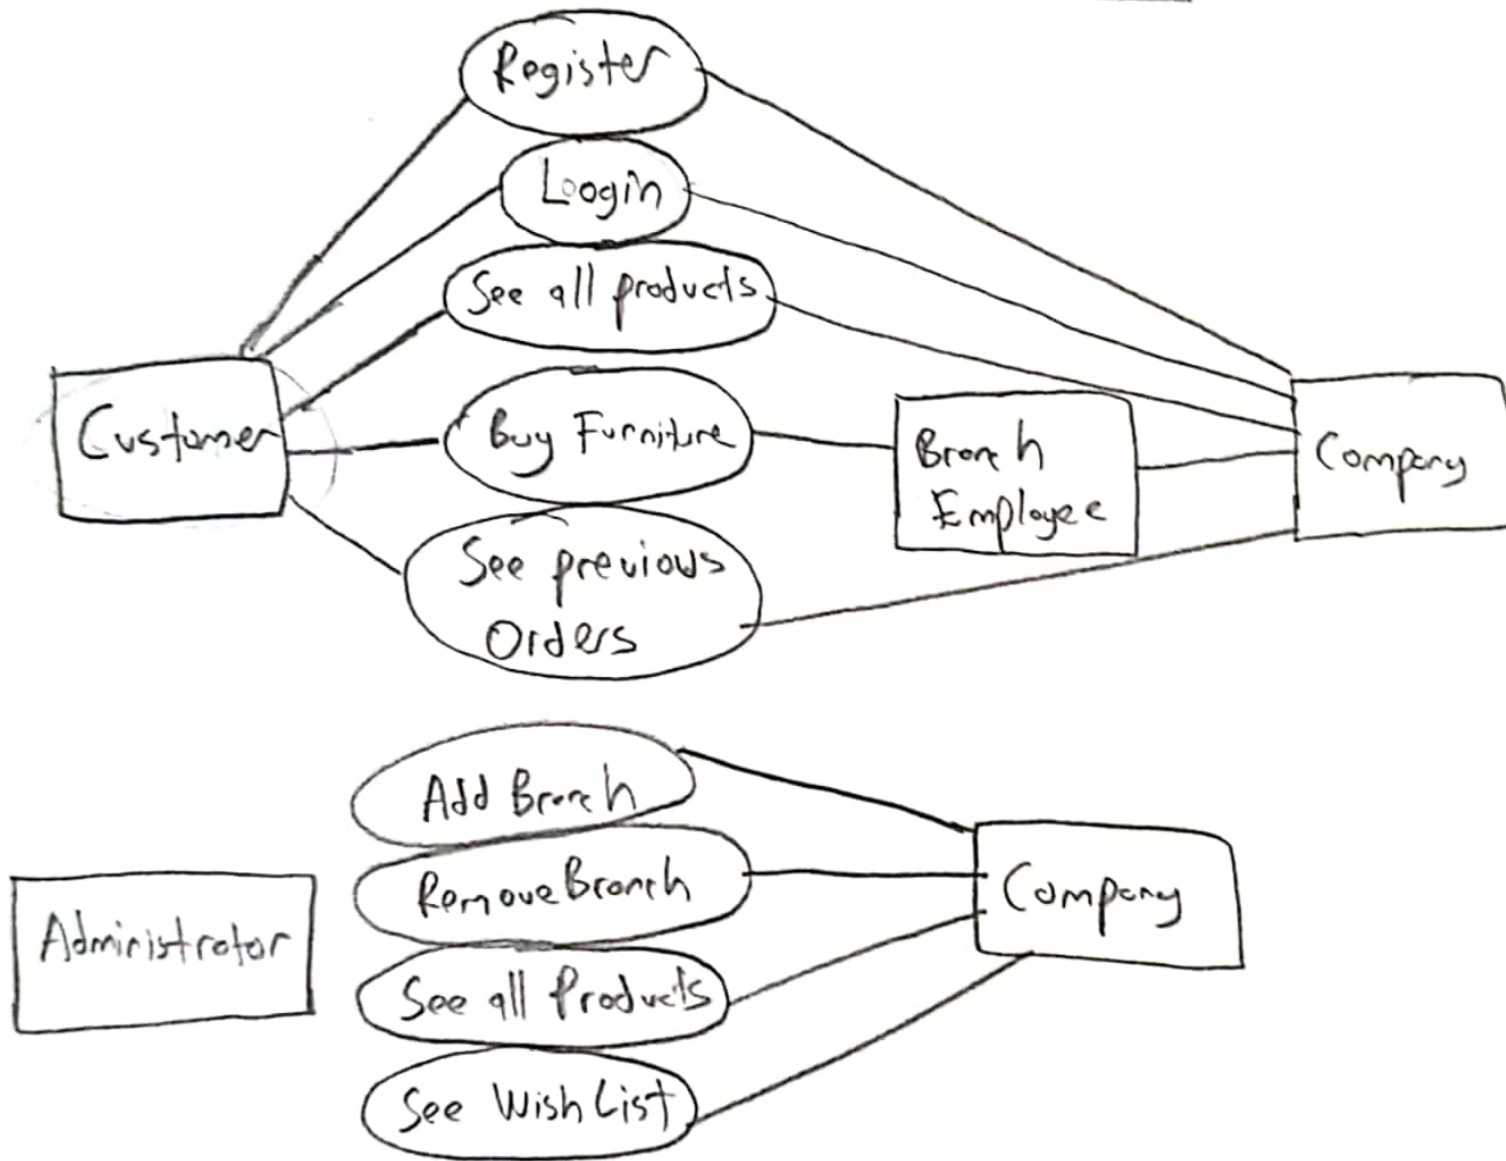 Register
Loogin
See all products
Customer
Buy Furniture
Branch
Employee
Company
See previous
Orders
Add Branch
Remove Branch
Company
Administrator
See all Products
See Wish List